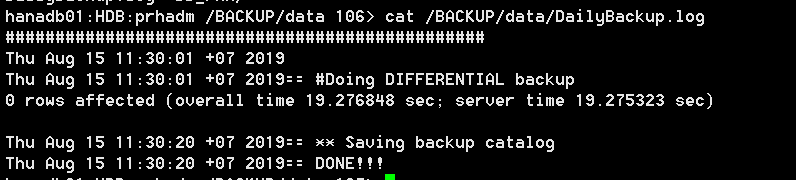 hanadb01:HDB:prhadm /BACKUP/data 106> cat /BACKUP/data/DailyBackup.log
################################################
Thu Aug 15 11:30:01 +07 2019
Thu Aug 15 11:30:01 +07 2019== #Doing DIFFERENTIAL backup
0 rows affected (overall time 19.276848 sec; server time 19.275323 sec)
Thu Aug 15 11:30:20 +07 2019== ** Saving backup catalog
Thu Aug 15 11:30:20 +07 2019== DONE!!!